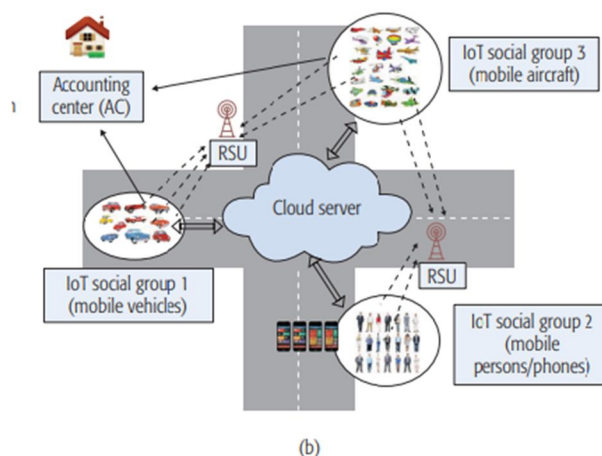 IoT social group 3
(mobile aircraft)
Accounting
center (AC)
RSU
Cloud server
RSU
IoT social group 1
(mobile vehicles)
IoT social group 2
(mobile
persons/phones)
(b)